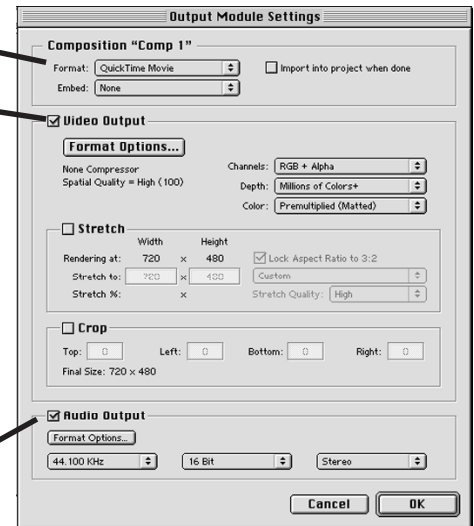 Output Module Settings
Composition “Comp 1”
Format: QuickTime Movie
Import into project when done
Embed: None
Video Output
Format Options...
None Compressor
Spatial Quality = High (100)
Channels: RGB + Alpha
Depth: Millions of Colors+
Color: Premultiplied (Matted)
Stretch
Width Height
Rendering at: 720 x 480
Lock Aspect Ratio to 3:2
Stretch to: 720 x 480
Custom
Stretch %: x
Stretch Quality: High
Crop
Top: 0 Left: 0 Bottom: 0 Right: 0
Final Size: 720 x 480
Audio Output
Format Options...
44.100 KHz 16 Bit Stereo
Cancel OK